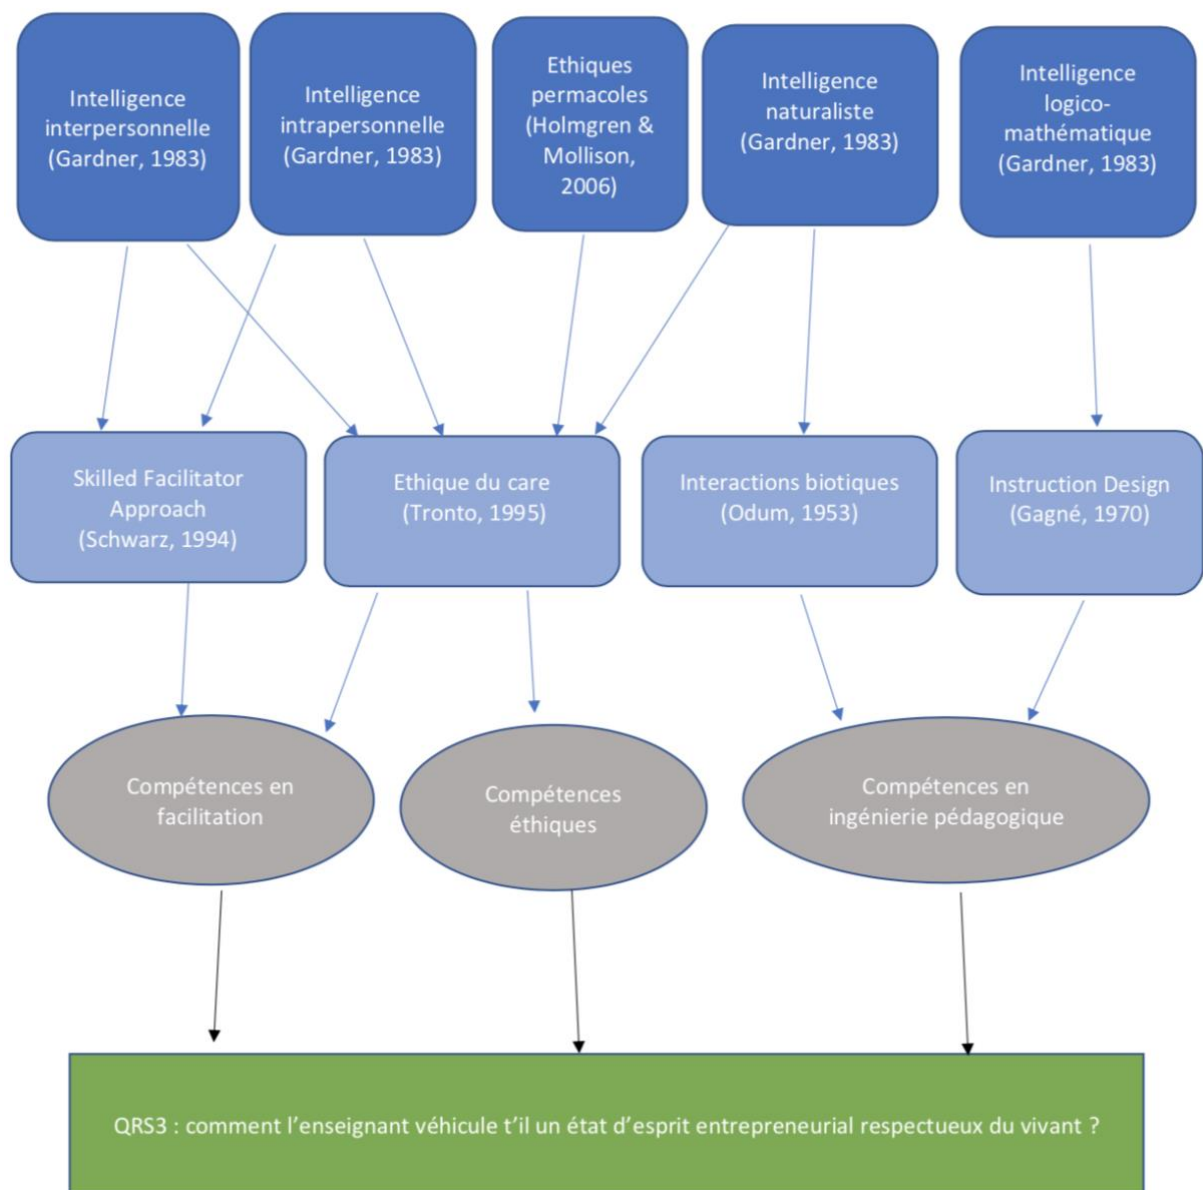 Intelligence
interpersonnelle
(Gardner, 1983)
Intelligence
intrapersonnelle
(Gardner, 1983)
Ethiques
permacoles
(Holmgren &
Mollison,
2006)
Intelligence
naturaliste
(Gardner, 1983)
Intelligence
logico-
mathématique
(Gardner, 1983)
Skilled Facilitator
Approach
(Schwarz, 1994)
Ethique du care
(Tronto, 1995)
Interactions biotiques
(Odum, 1953)
Instruction Design
(Gagné, 1970)
Compétences en
facilitation
Compétences
éthiques
Compétences en
ingénierie pédagogique
QRS3 : comment l’enseignant véhicule t’il un état d’esprit entrepreneurial respectueux du vivant ?